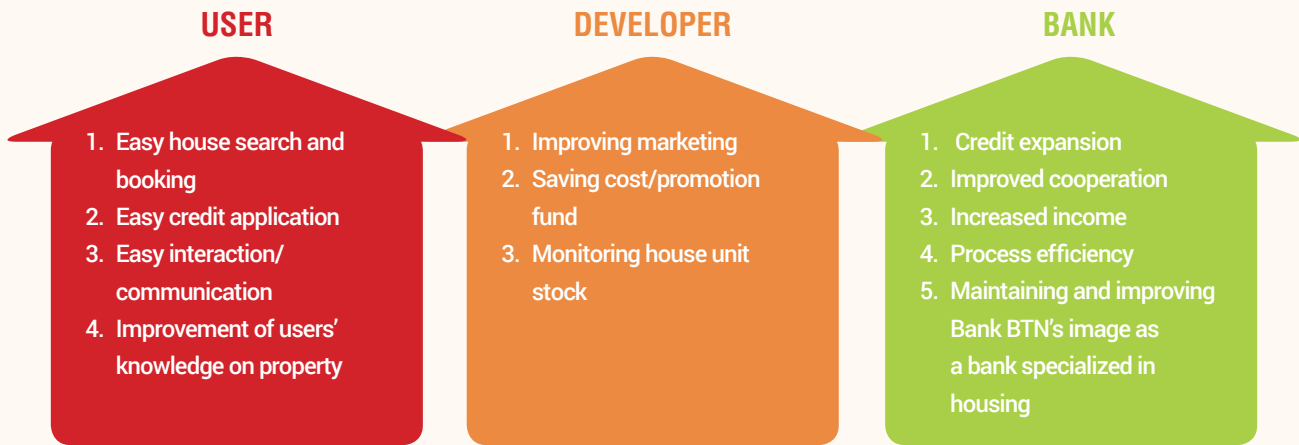 USER
1. Easy house search and
booking
2. Easy credit application
3. Easy interaction/
communication
4. Improvement of users’
knowledge on property
DEVELOPER
1. Improving marketing
2. Saving cost/promotion
fund
3. Monitoring house unit
stock
BANK
1. Credit expansion
2. Improved cooperation
3. Increased income
4. Process efficiency
5. Maintaining and improving
Bank BTN’s image as
a bank specialized in
housing